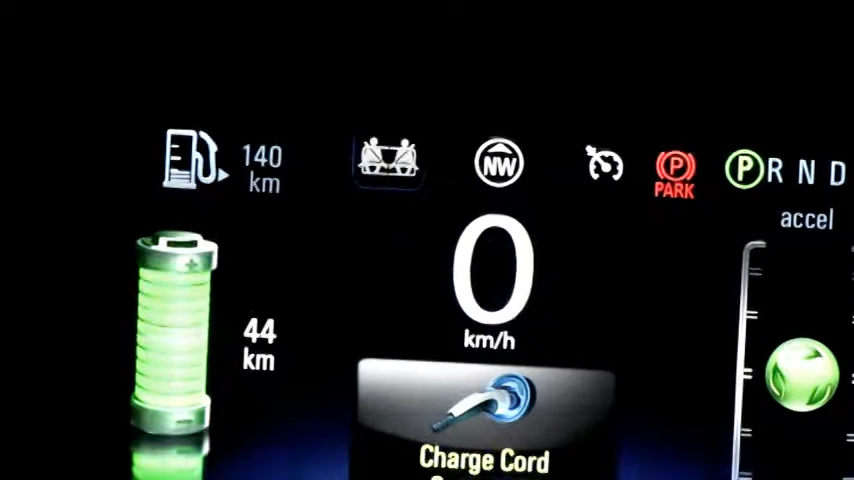 140
km
NW
P
PARK
P R N D
accel
0
km/h
44
km
Charge Cord